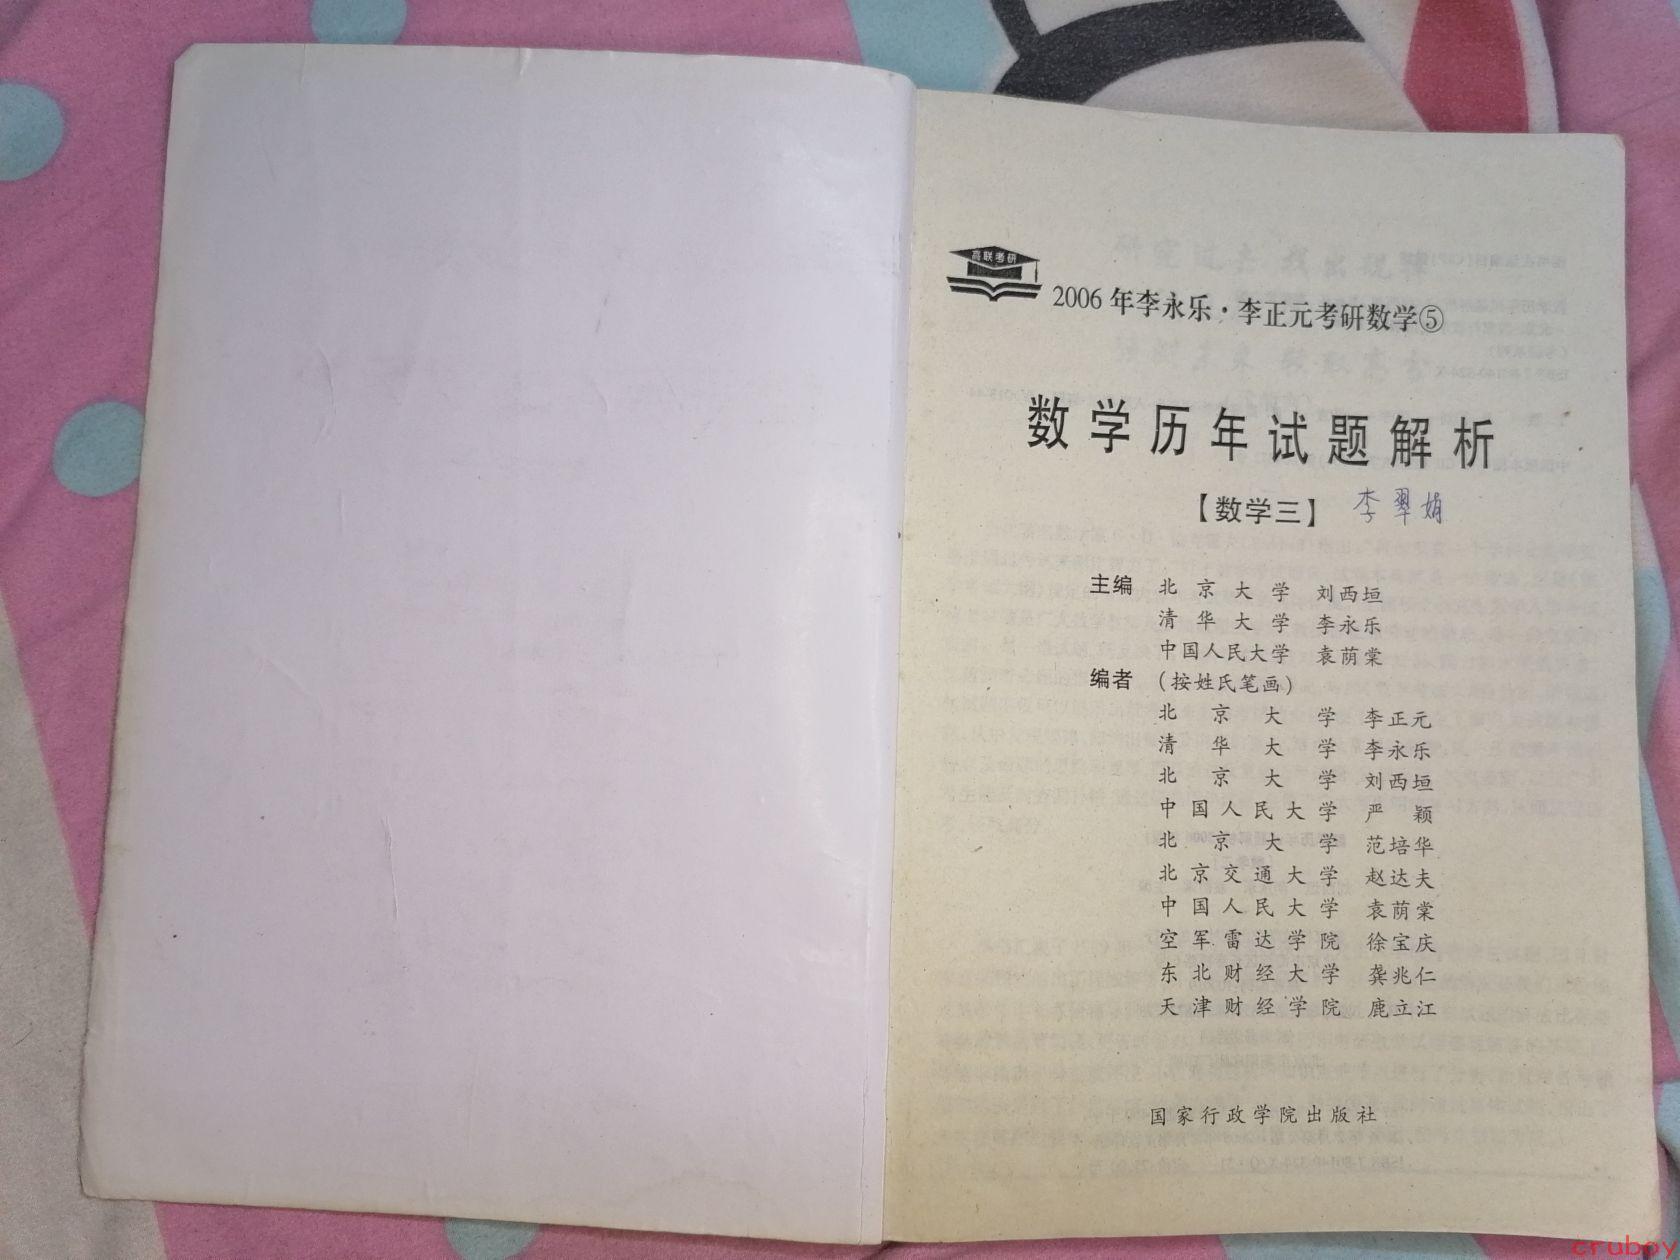 高联考研
2006年李永乐·李正元考研数学⑤
数学历年试题解析
【数学三】 李翠娟
主编 北京大学 刘西垣
清华大学 李永乐
中国人民大学 袁荫棠
编者 (按姓氏笔画)
北京大学 李正元
清华大学 李永乐
北京大学 刘西垣
中国人民大学 严颖
北京大学 范培华
北京交通大学 赵达夫
中国人民大学 袁荫棠
空军雷达学院 徐宝庆
东北财经大学 龚兆仁
天津财经学院 鹿立江
国家行政学院出版社
cruboy